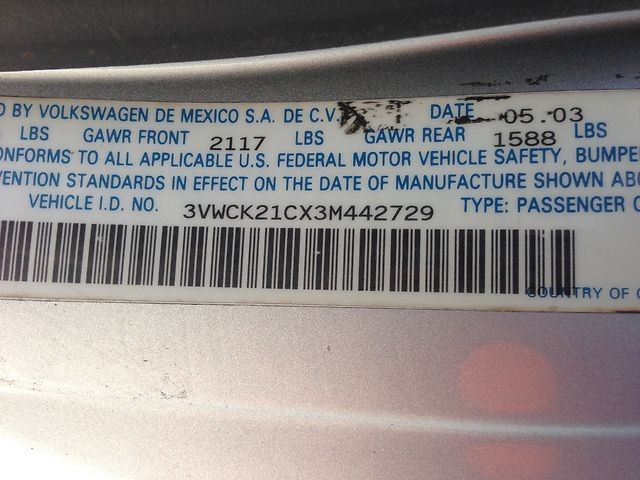 D BY VOLKSWAGEN DE MEXICO S.A. DE C.V. DATE 05.03
LBS GAWR FRONT 2117 LBS GAWR REAR 1588 LBS
ONFORMS TO ALL APPLICABLE U.S. FEDERAL MOTOR VEHICLE SAFETY, BUMPE
VENTION STANDARDS IN EFFECT ON THE DATE OF MANUFACTURE SHOWN ABO
VEHICLE I.D. NO. 3VWCK21CX3M442729 TYPE: PASSENGER C
COUNTRY OF O